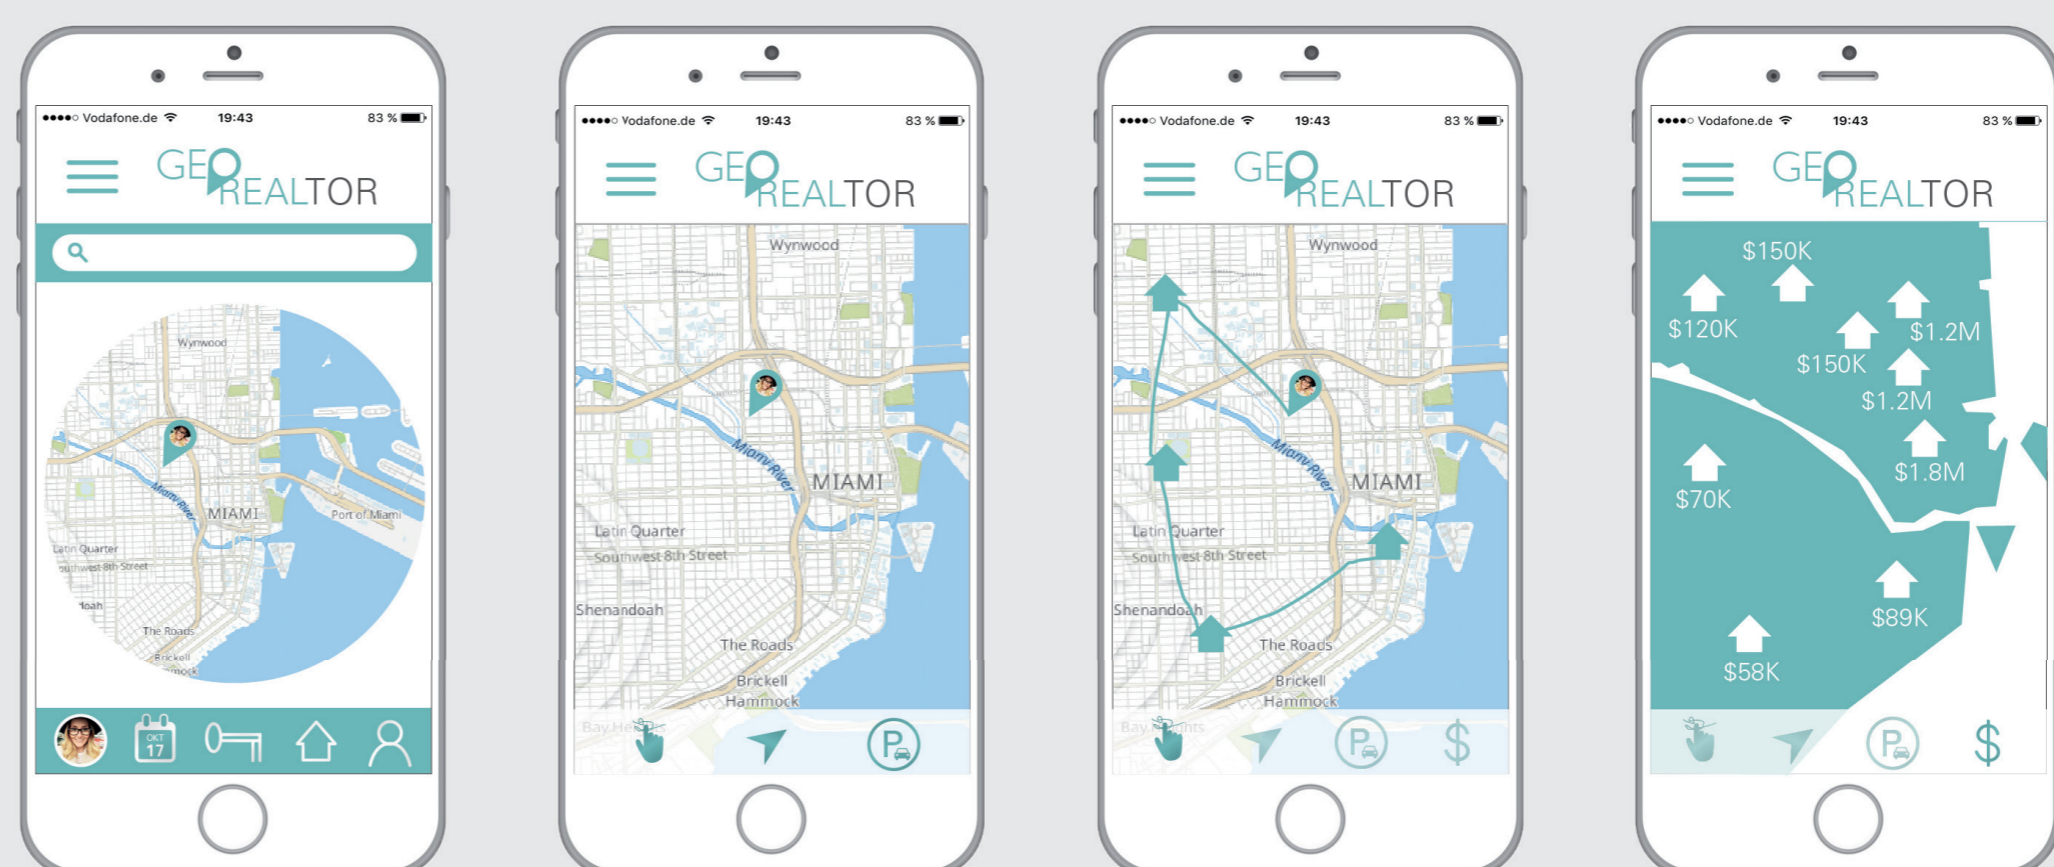 Vodafone.de 19:43 83 %
GEO
REALTOR
Wynwood
Miami River
MIAMI
Port of Miami
Latin Quarter
Southwest 8th Street
The Roads
Brickell
OKT
17
Vodafone.de 19:43 83 %
GEO
REALTOR
Wynwood
Miami River
MIAMI
Latin Quarter
Southwest 8th Street
Shenandoah
The Roads
Brickell
Hammock
P
Vodafone.de 19:43 83 %
GEO
REALTOR
Wynwood
Miami River
MIAMI
Latin Quarter
Southwest 8th Street
Shenandoah
The Roads
Brickell
Hammock
P $
Vodafone.de 19:43 83 %
GEO
REALTOR
$150K
$120K
$1.2M
$150K
$1.2M
$1.8M
$70K
$89K
$58K
P $